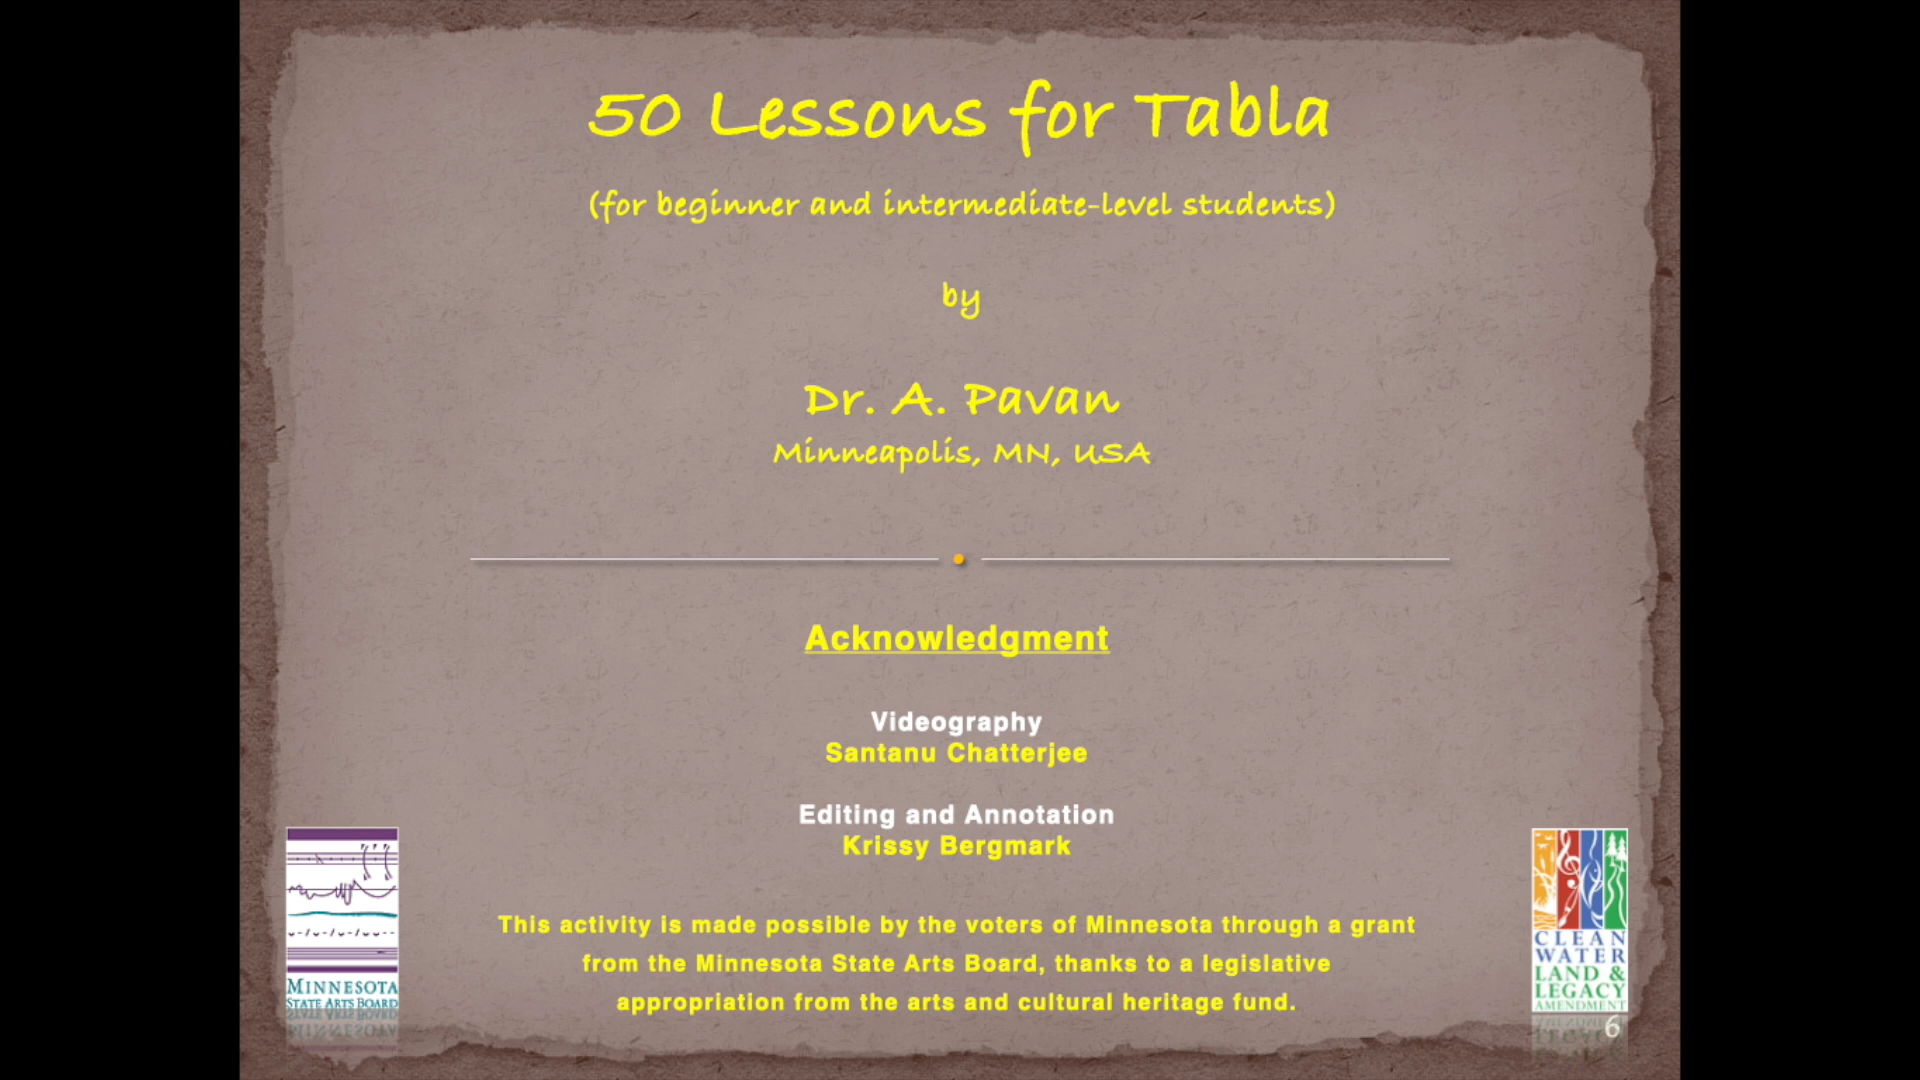 50 Lessons for Tabla
(for beginner and intermediate-level students)
by
Dr. A. Pavan
Minneapolis, MN, USA
Acknowledgment
Videography
Santanu Chatterjee
Editing and Annotation
Krissy Bergmark
This activity is made possible by the voters of Minnesota through a grant
from the Minnesota State Arts Board, thanks to a legislative
appropriation from the arts and cultural heritage fund.
MINNESOTA
STATE ARTS BOARD
CLEAN
WATER
LAND &
LEGACY
AMENDMENT
6